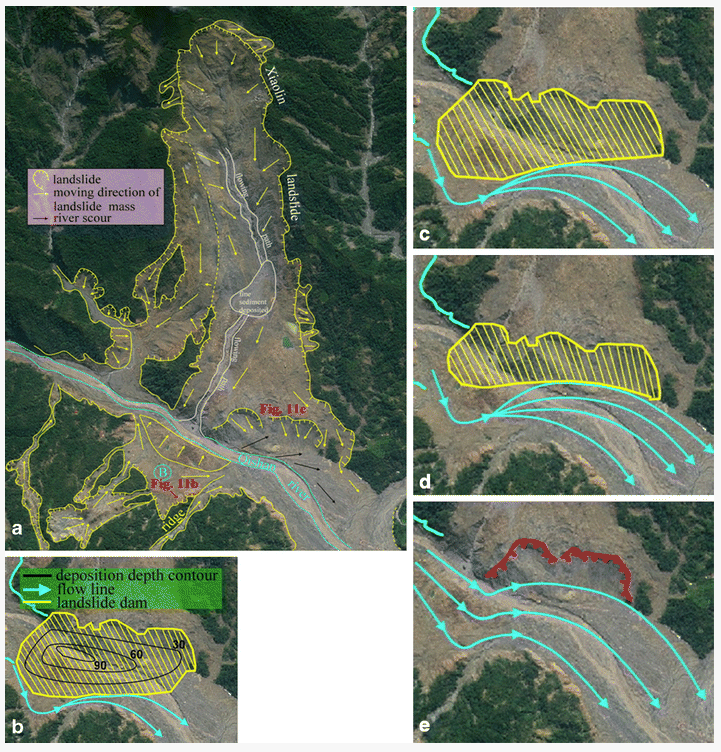 Xiaolin
landslide
landslide
moving direction of
landslide mass
river scour
flowing
path
fine
sediment
deposited
flowing
path
Fig. 11c
Qishan
river
B
Fig. 11b
ridge
a
deposition depth contour
flow line
landslide dam
30
60
90
b
c
d
e